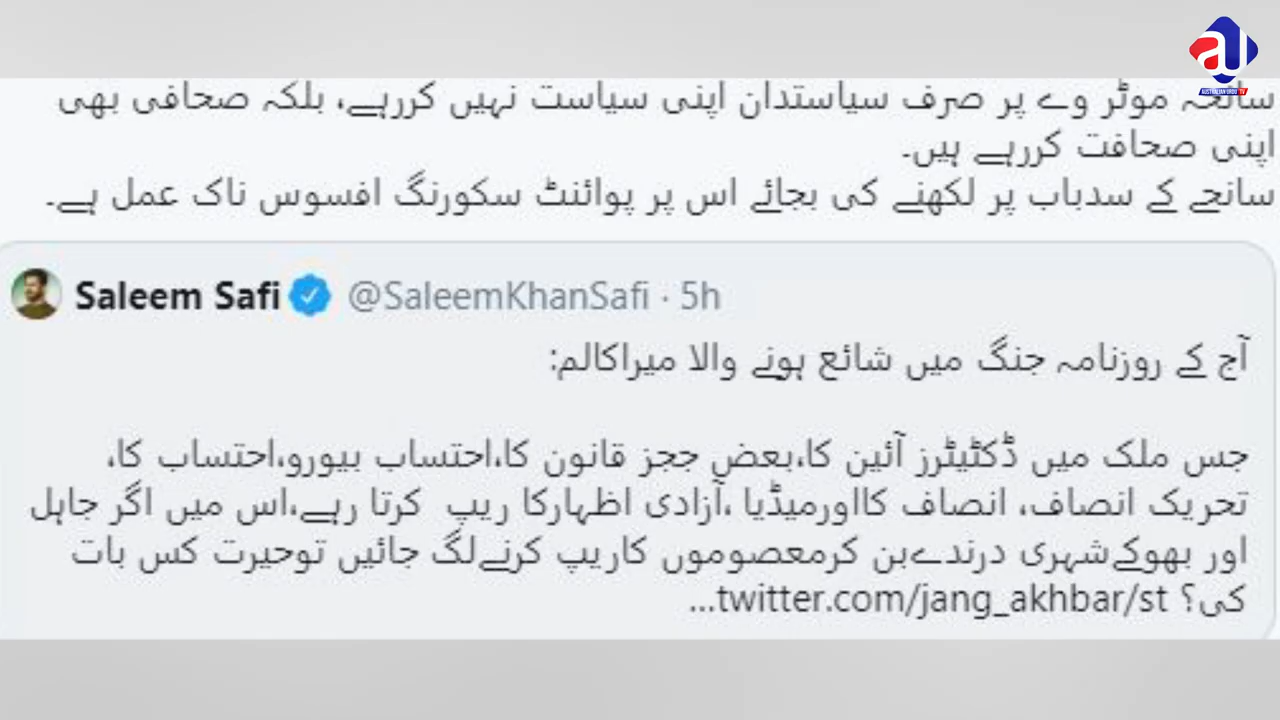 سانحہ موٹر وے پر صرف سیاستدان اپنی سیاست نہیں کررہے، بلکہ صحافی بھی
اپنی صحافت کررہے ہیں۔
سانحے کے سدباب پر لکھنے کی بجائے اس پر پوائنٹ سکورنگ افسوس ناک عمل ہے۔
Saleem Safi @SaleemKhanSafi · 5h
آج کے روزنامہ جنگ میں شائع ہونے والا میراکالم:
جس ملک میں ڈکٹیٹرز آئین کا،بعض ججز قانون کا،احتساب بیورو،احتساب کا،
تحریک انصاف، انصاف کااورمیڈیا ،آزادی اظہارکا ریپ کرتا رہے،اس میں اگر جاہل
اور بھوکےشہری درندےبن کرمعصوموں کاریپ کرنےلگ جائیں توحیرت کس بات
کی؟ twitter.com/jang_akhbar/st...
au
AUSTRALIAN URDU TV